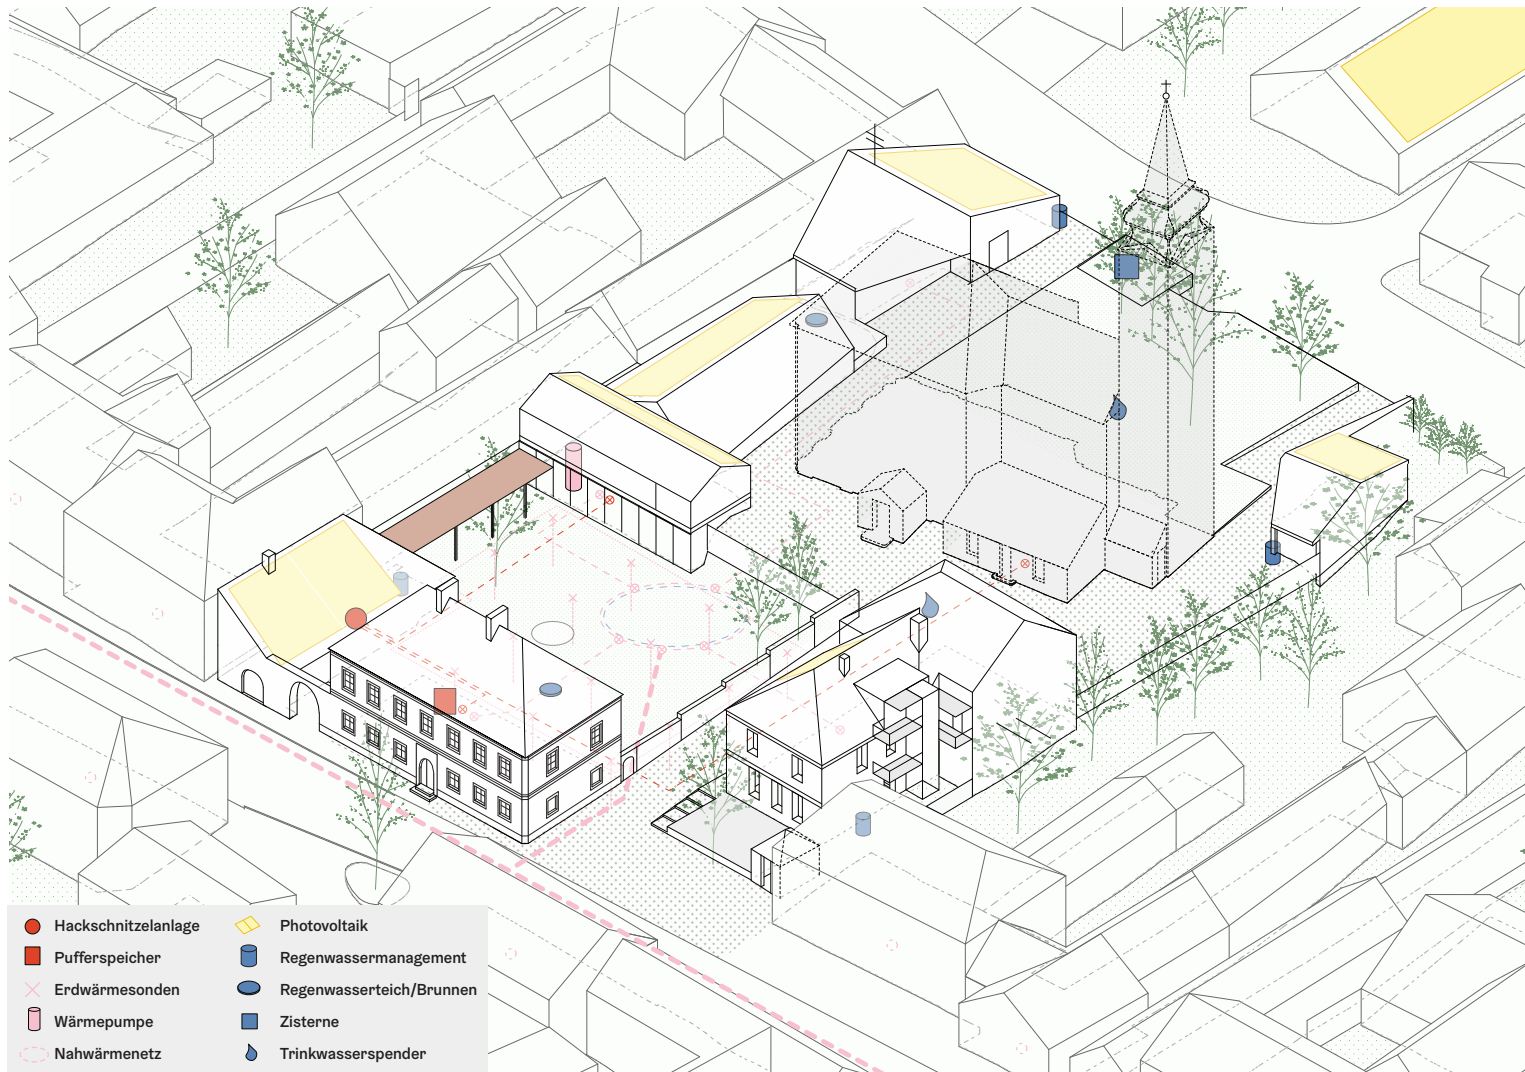 Hackschnitzelanlage
Pufferspeicher
Erdwärmesonden
Wärmepumpe
Nahwärmenetz
Photovoltaik
Regenwassermanagement
Regenwasserteich/Brunnen
Zisterne
Trinkwasserspender